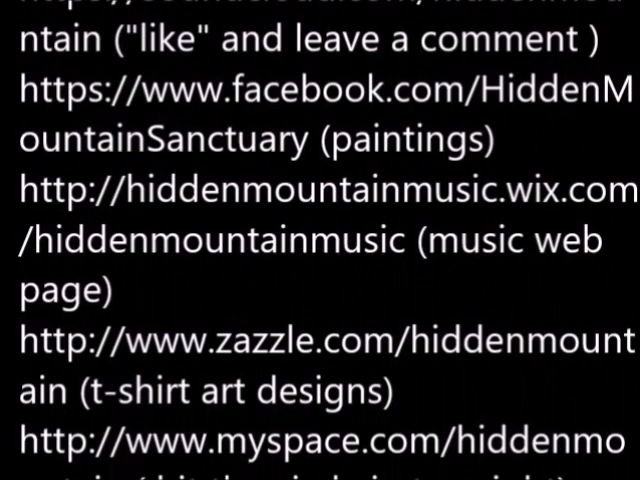 ntain ("like" and leave a comment )
https://www.facebook.com/HiddenM
ountainSanctuary (paintings)
http://hiddenmountainmusic.wix.com
/hiddenmountainmusic (music web
page)
http://www.zazzle.com/hiddenmount
ain (t-shirt art designs)
http://www.myspace.com/hiddenmo